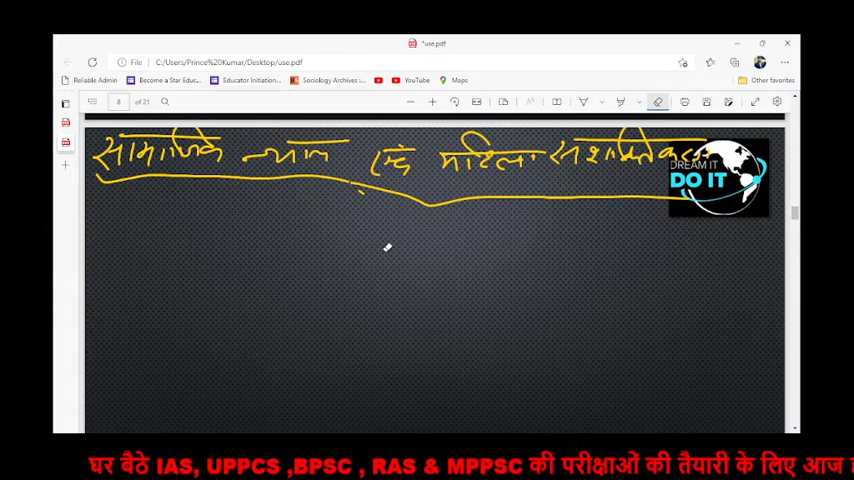 *use.pdf
File C:/Users/Prince%20Kumar/Desktop/use.pdf
Reliable Admin Become a Star Educ... Educator Initiation... Sociology Archives :... YouTube Maps Other favorites
8 of 21
सामाजिक न्याय एवं महिला सशक्तिकरण
DREAM IT
DO IT
घर बैठे IAS, UPPCS ,BPSC , RAS & MPPSC की परीक्षाओं की तैयारी के लिए आज